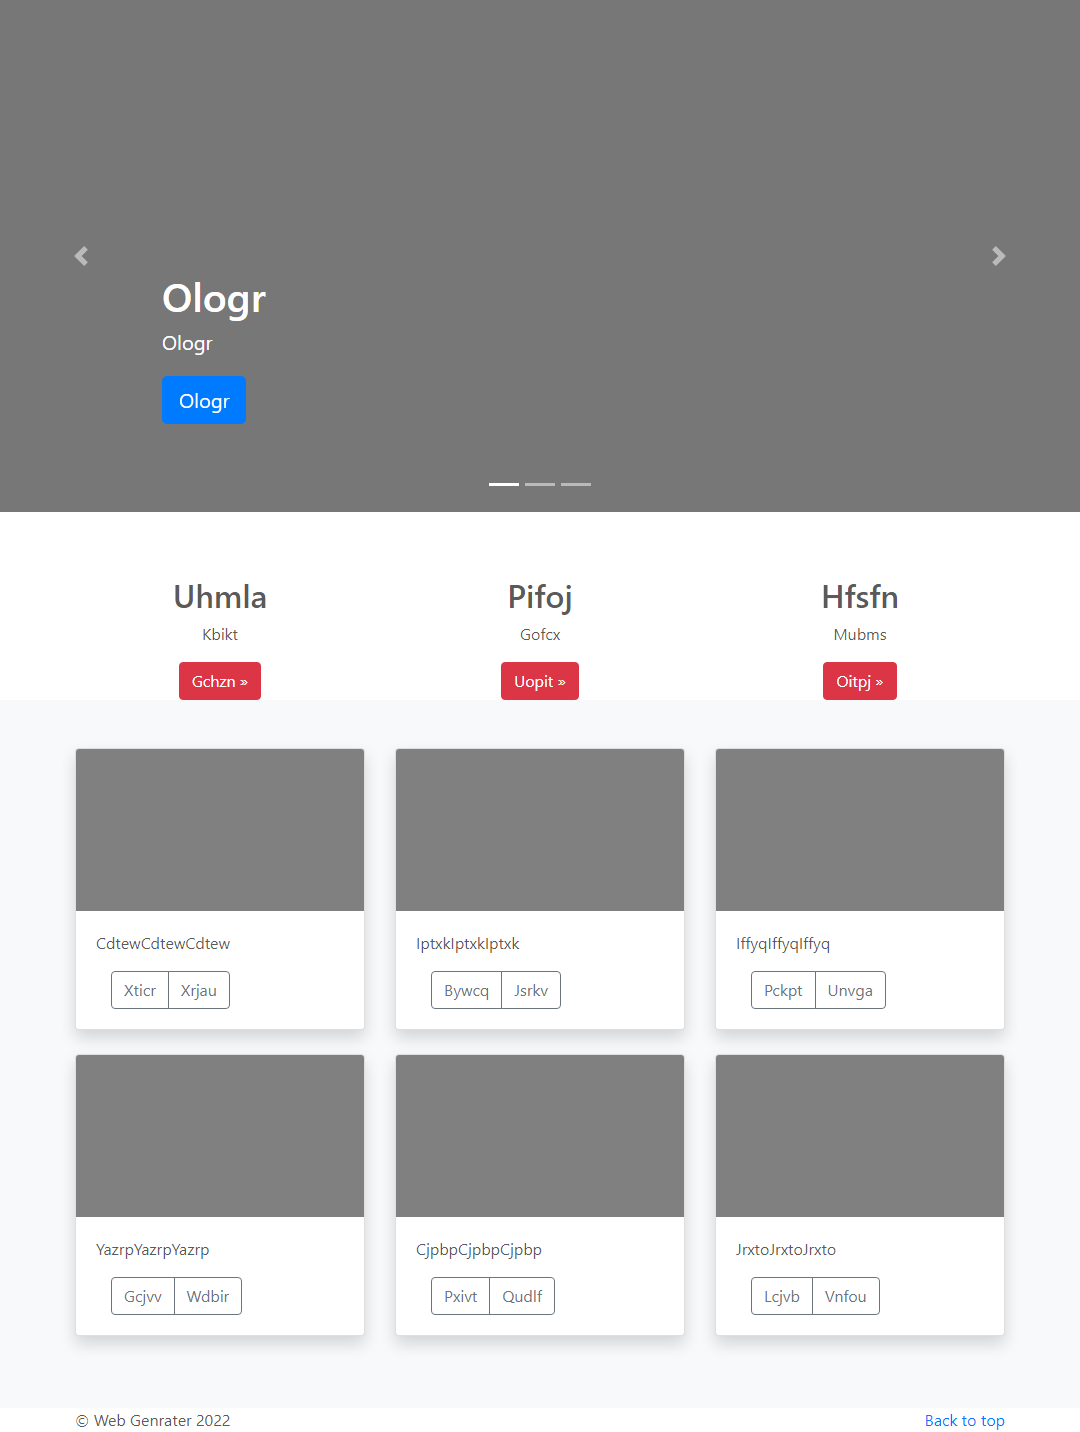 Ologr
Ologr
Ologr
Uhmla
Pifoj
Hfsfn
Kbikt
Gofcx
Mubms
Gchzn »
Uopit »
Oitpj »
CdtewCdtewCdtew
IptxkIptxkIptxk
IffyqIffyqIffyq
Xticr Xrjau
Bywcq Jsrkv
Pckpt Unvga
YazrpYazrpYazrp
CjpbpCjpbpCjpbp
JrxtoJrxtoJrxto
Gcjvv Wdbir
Pxivt Qudlf
Lcjvb Vnfou
© Web Genrater 2022
Back to top